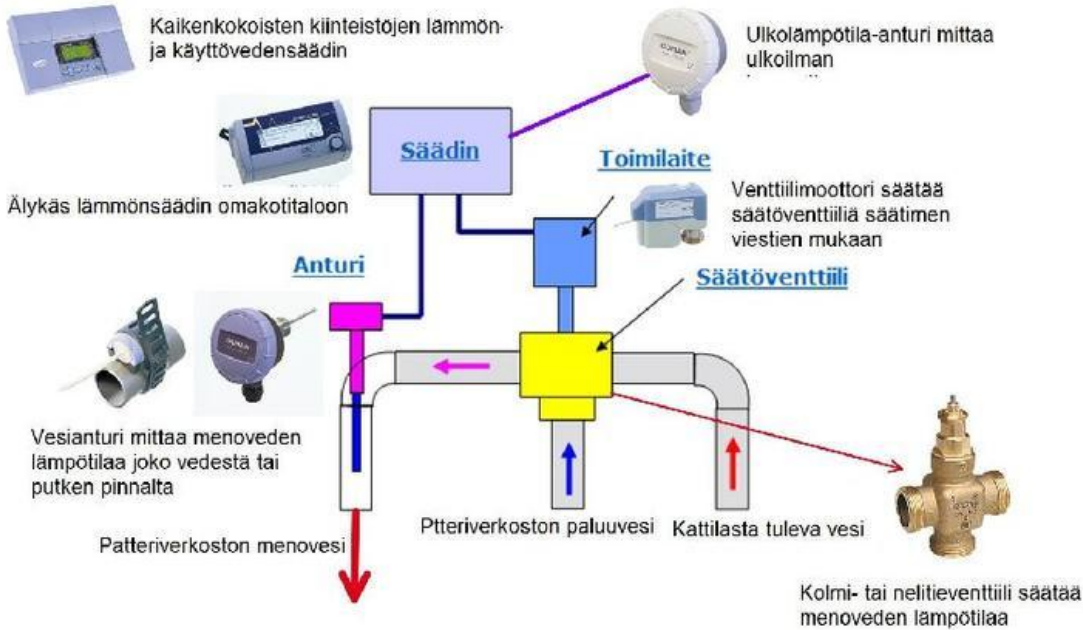 Kaikenkokoisten kiinteistöjen lämmön-
ja käyttövedensäädin
Ulkolämpötila-anturi mittaa
ulkoilman
Säädin
Toimilaite
Älykäs lämmönsäädin omakotitaloon
Venttiilimoottori säätää
säätöventtiiliä säätimen
viestien mukaan
Anturi
Säätöventtiili
Vesianturi mittaa menoveden
lämpötilaa joko vedestä tai
putken pinnalta
Patteriverkoston menovesi
Ptteriverkoston paluuvesi
Kattilasta tuleva vesi
Kolmi- tai nelitieventtiili säätää
menoveden lämpötilaa